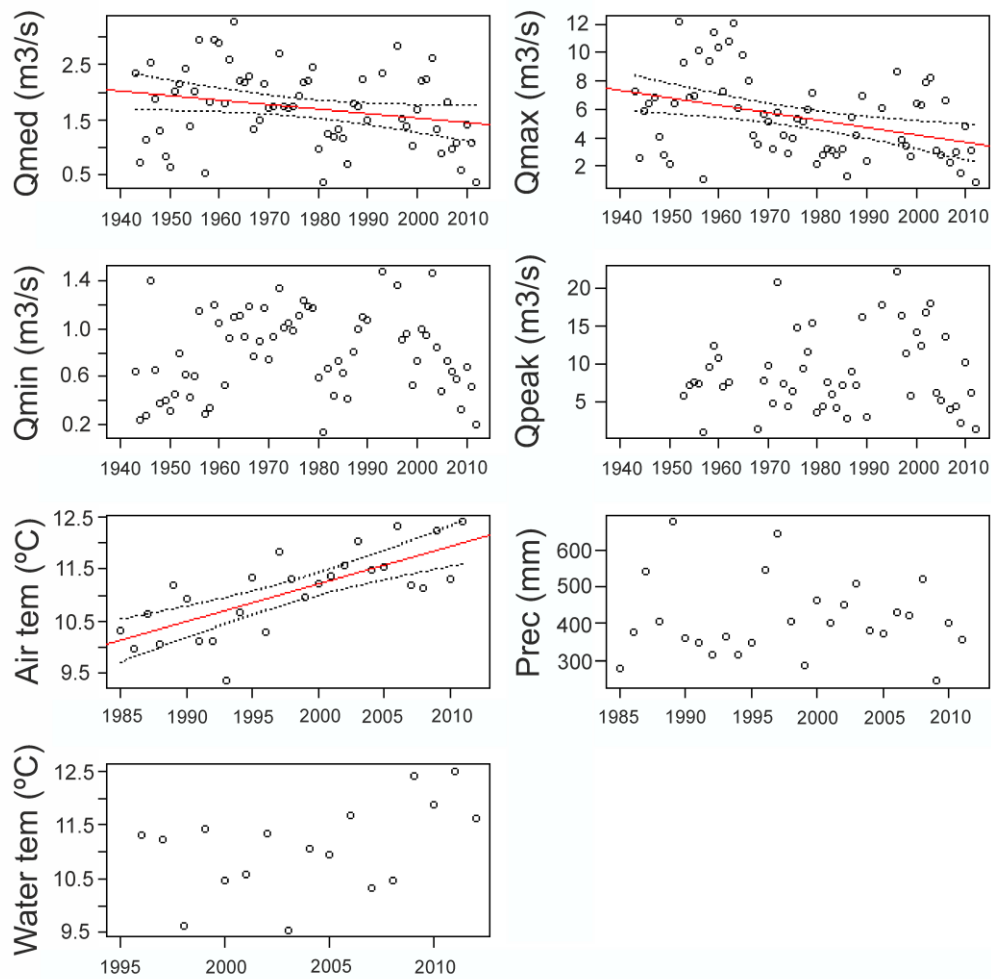 Qmed (m3/s)
2.5
1.5
0.5
1940 1950 1960 1970 1980 1990 2000 2010
Qmax (m3/s)
12
10
8
6
4
2
1940 1950 1960 1970 1980 1990 2000 2010
Qmin (m3/s)
1.4
1.0
0.6
0.2
1940 1950 1960 1970 1980 1990 2000 2010
Qpeak (m3/s)
20
15
10
5
1940 1950 1960 1970 1980 1990 2000 2010
Air tem (ºC)
12.5
11.5
10.5
9.5
1985 1990 1995 2000 2005 2010
Prec (mm)
600
500
400
300
1985 1990 1995 2000 2005 2010
Water tem (ºC)
12.5
11.5
10.5
9.5
1995 2000 2005 2010